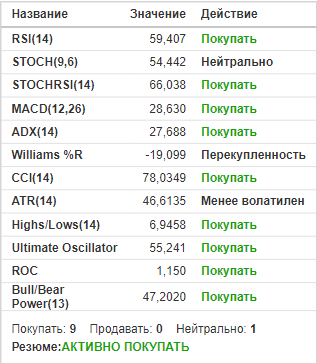 Название Значение Действие
RSI(14) 59,407 Покупать
STOCH(9,6) 54,442 Нейтрально
STOCHRSI(14) 66,038 Покупать
MACD(12,26) 28,630 Покупать
ADX(14) 27,688 Покупать
Williams %R -19,099 Перекупленность
CCI(14) 78,0349 Покупать
ATR(14) 46,6135 Менее волатилен
Highs/Lows(14) 6,9458 Покупать
Ultimate Oscillator 55,241 Покупать
ROC 1,150 Покупать
Bull/Bear
Power(13) 47,2020 Покупать
Покупать: 9 Продавать: 0 Нейтрально: 1
Резюме:АКТИВНО ПОКУПАТЬ